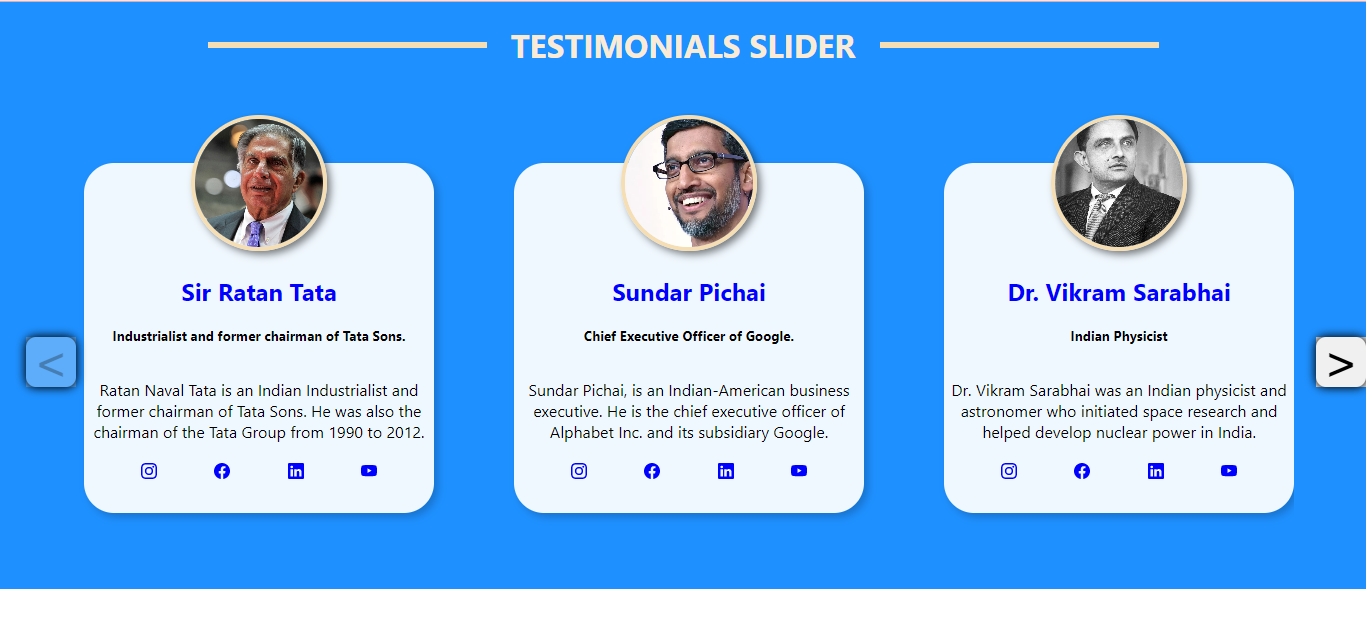 TESTIMONIALS SLIDER
Sir Ratan Tata
Industrialist and former chairman of Tata Sons.
Ratan Naval Tata is an Indian Industrialist and
former chairman of Tata Sons. He was also the
chairman of the Tata Group from 1990 to 2012.
Sundar Pichai
Chief Executive Officer of Google.
Sundar Pichai, is an Indian-American business
executive. He is the chief executive officer of
Alphabet Inc. and its subsidiary Google.
Dr. Vikram Sarabhai
Indian Physicist
Dr. Vikram Sarabhai was an Indian physicist and
astronomer who initiated space research and
helped develop nuclear power in India.
<
>